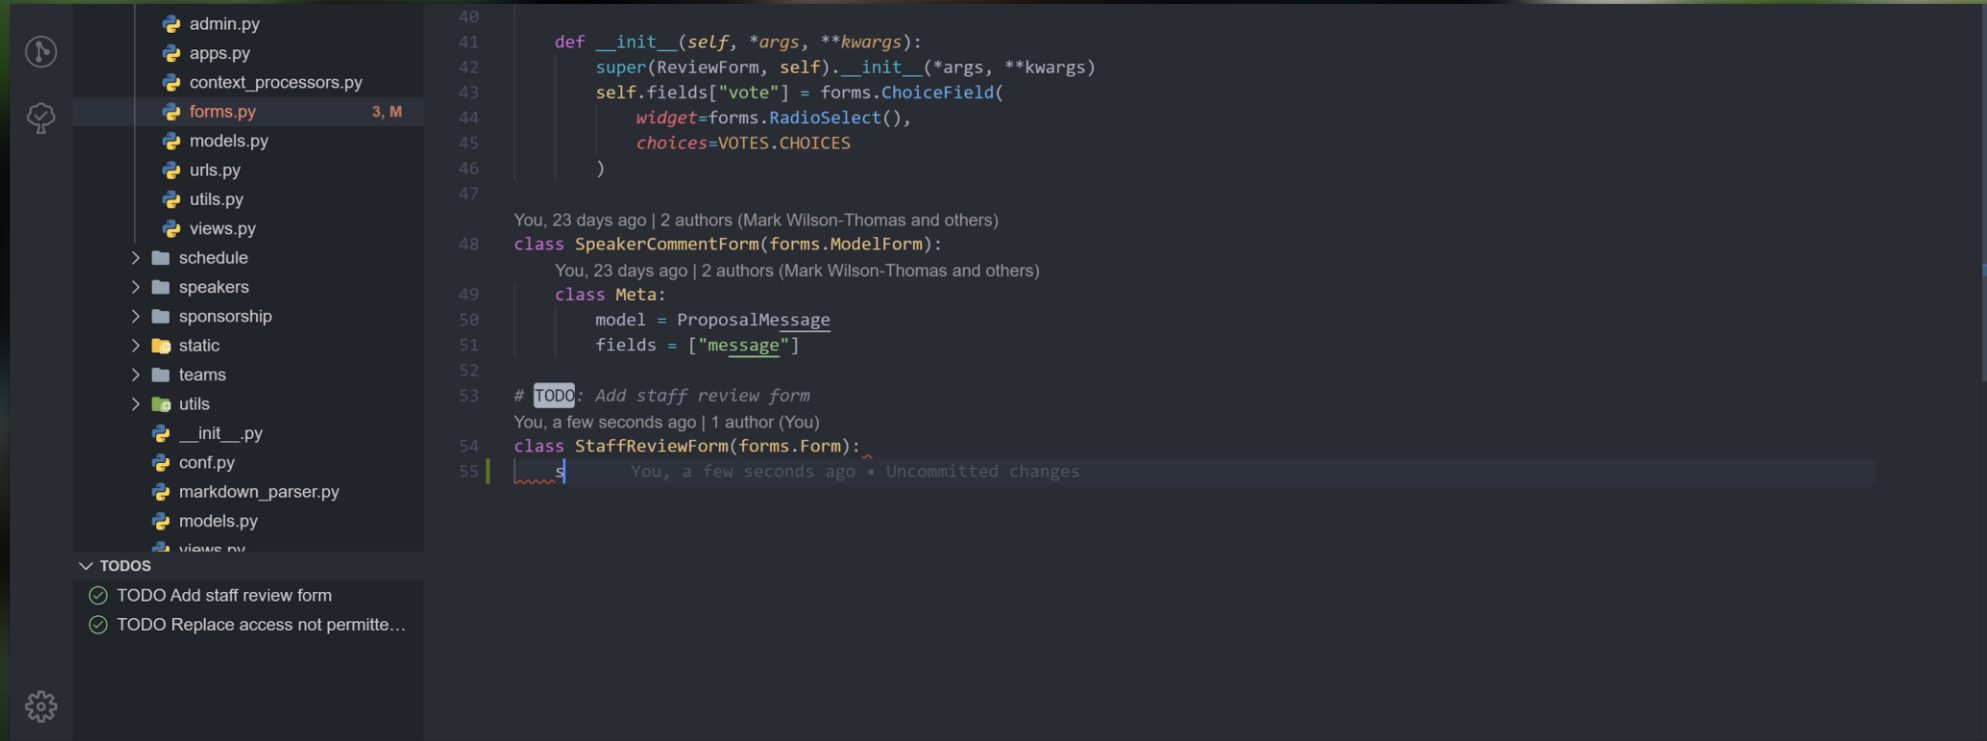 admin.py
apps.py
context_processors.py
forms.py 3, M
models.py
urls.py
utils.py
views.py
schedule
speakers
sponsorship
static
teams
utils
__init__.py
conf.py
markdown_parser.py
models.py
views.py
TODOS
TODO Add staff review form
TODO Replace access not permitte...
40
41 def __init__(self, *args, **kwargs):
42 super(ReviewForm, self).__init__(*args, **kwargs)
43 self.fields["vote"] = forms.ChoiceField(
44 widget=forms.RadioSelect(),
45 choices=VOTES.CHOICES
46 )
47
You, 23 days ago | 2 authors (Mark Wilson-Thomas and others)
48 class SpeakerCommentForm(forms.ModelForm):
You, 23 days ago | 2 authors (Mark Wilson-Thomas and others)
49 class Meta:
50 model = ProposalMessage
51 fields = ["message"]
52
53 # TODO: Add staff review form
You, a few seconds ago | 1 author (You)
54 class StaffReviewForm(forms.Form):
55 s You, a few seconds ago • Uncommitted changes